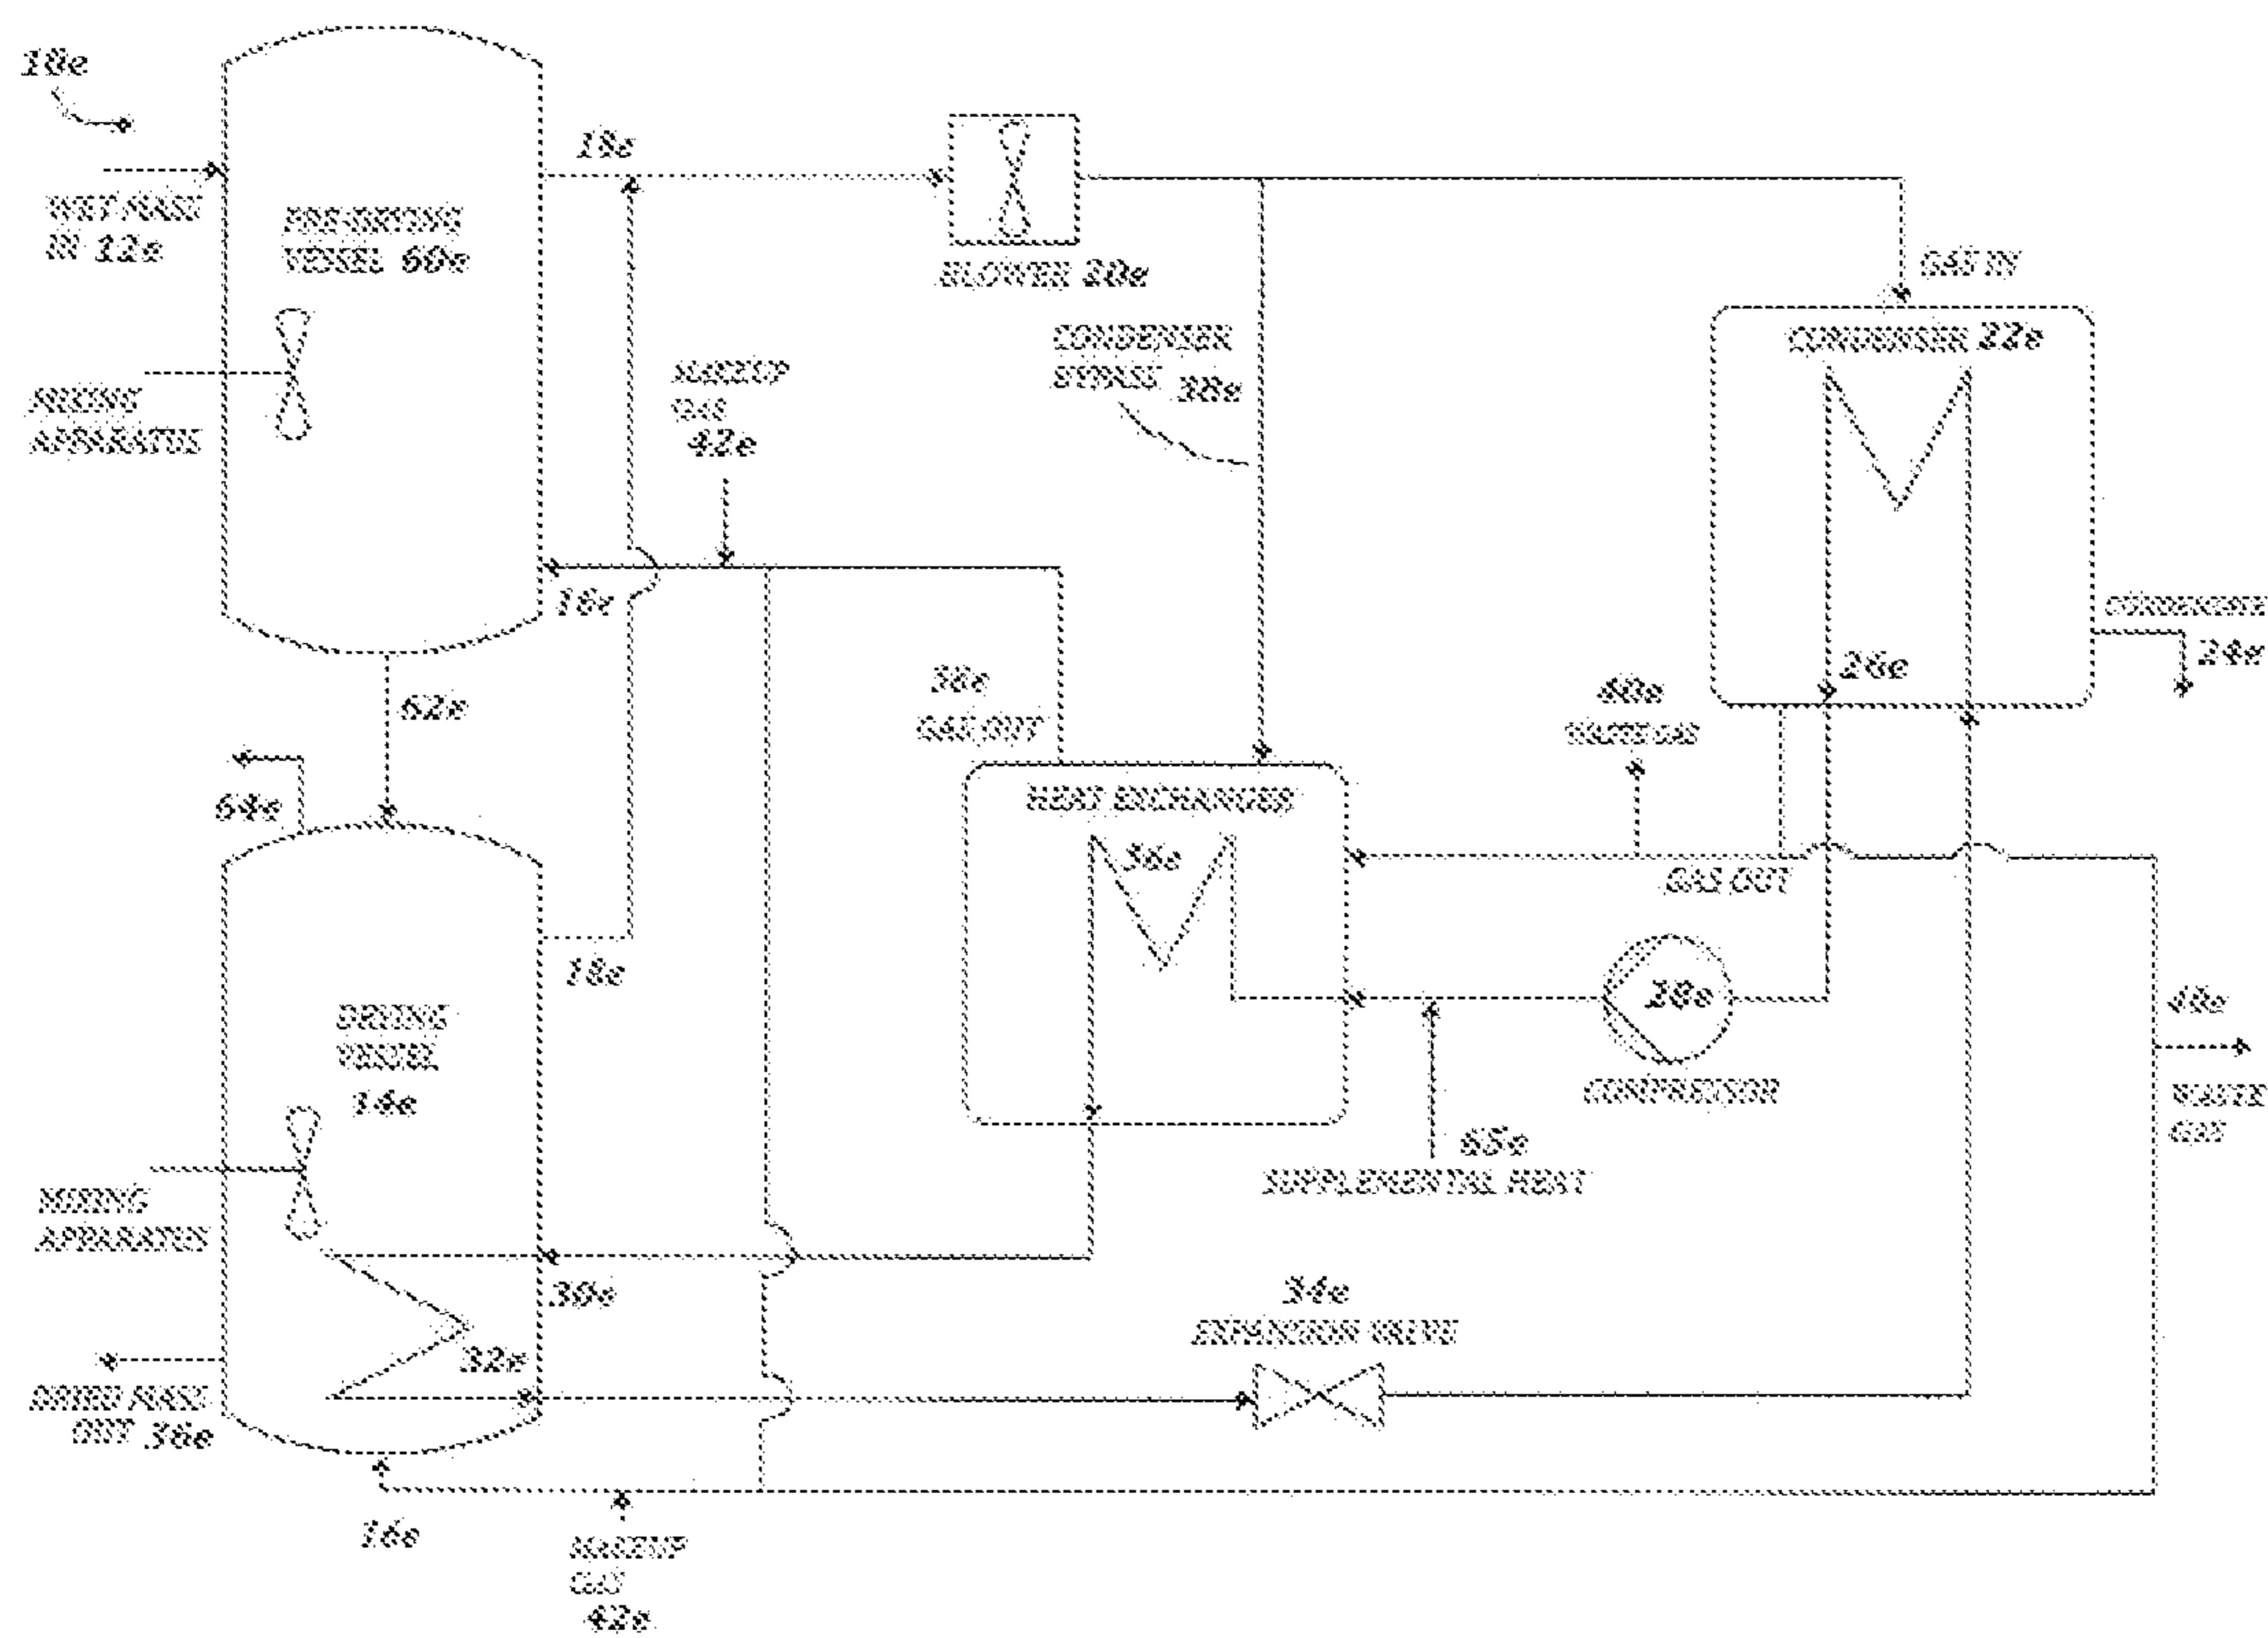 10e
18e
WET MASS
IN 12e
PRE-DRYING
VESSEL 60e
BLOWER 20e
GAS IN
CONDENSER
BYPASS 38e
CONDENSER 22e
MAKEUP
GAS
42e
MIXING
APPARATUS
16e
CONDENSATE
24e
26e
GAS OUT
62e
40e
WASTE GAS
64e
HEAT EXCHANGER
GAS OUT
18e
28e
40e
WASTE
GAS
DRYING
VESSEL
14e
COMPRESSOR
65e
SUPPLEMENTAL HEAT
MIXING
APPARATUS
30e
34e
EXPANSION VALVE
32e
DRIED MASS
OUT 36e
16e
MAKEUP
GAS
42e